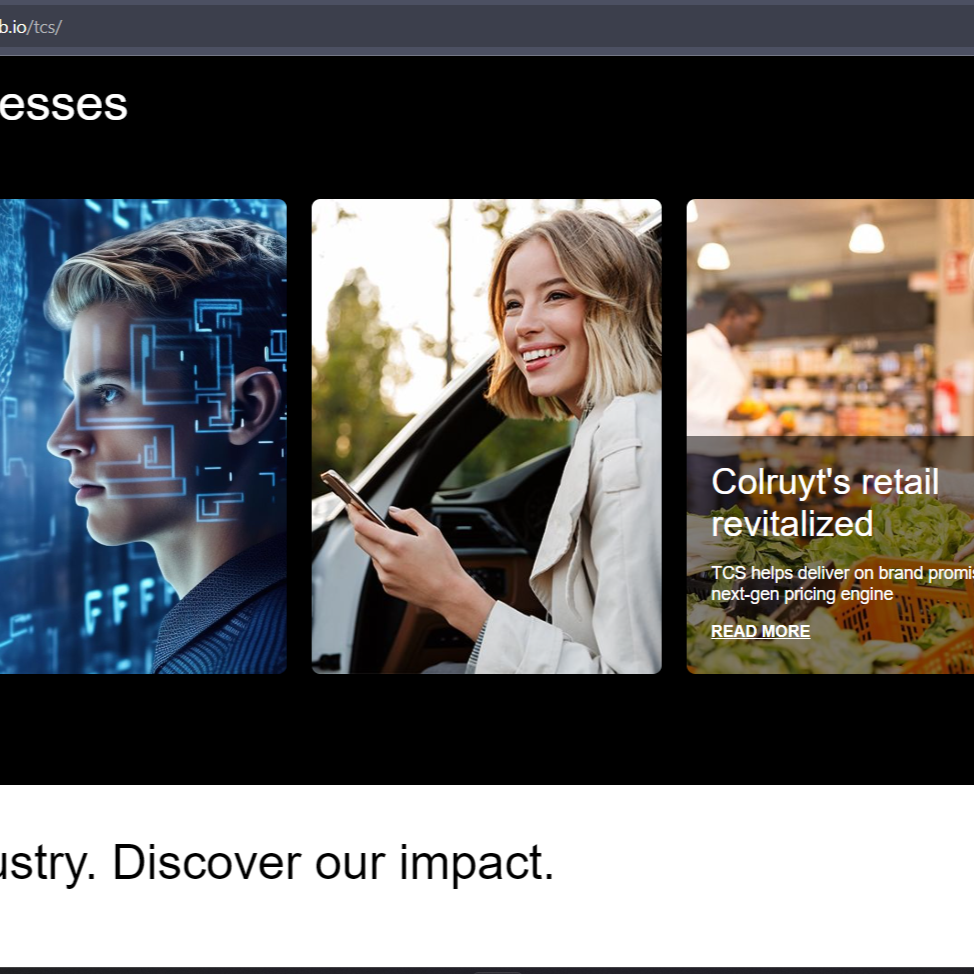 b.io/tcs/
esses
Colruyt's retail
revitalized
TCS helps deliver on brand promis
next-gen pricing engine
READ MORE
ustry. Discover our impact.